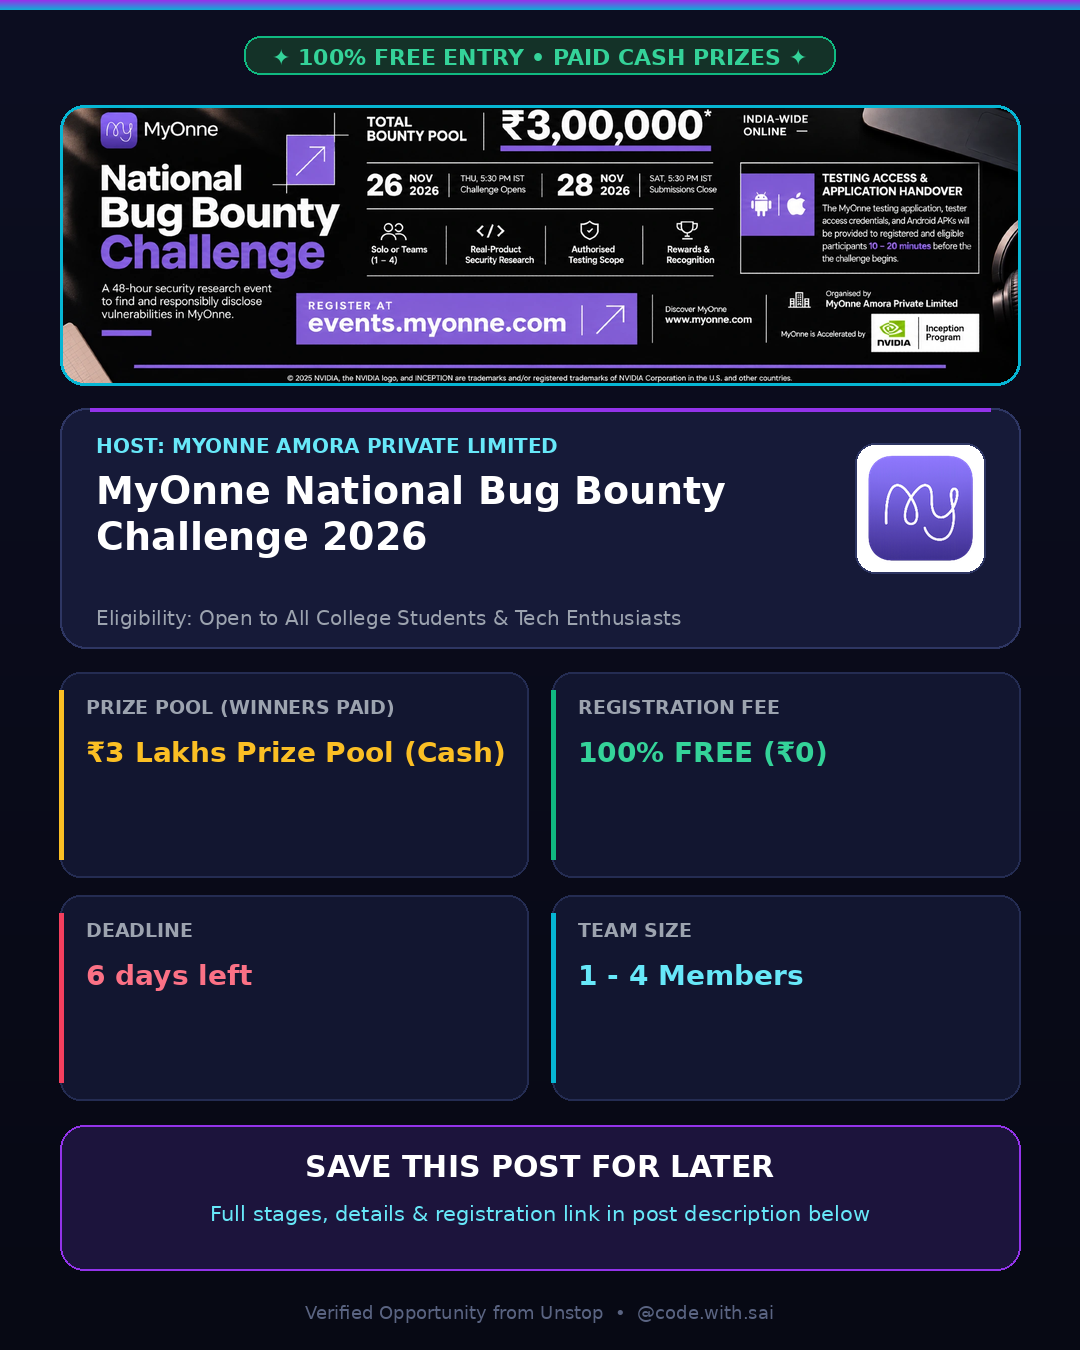 ✦ 100% FREE ENTRY • PAID CASH PRIZES ✦
my MyOnne
National
Bug Bounty
Challenge
A 48-hour security research event
to find and responsibly disclose
vulnerabilities in MyOnne.
TOTAL
BOUNTY POOL
₹3,00,000*
26 NOV 2026
THU, 5:30 PM IST
Challenge Opens
28 NOV 2026
SAT, 5:30 PM IST
Submissions Close
Solo or Teams
(1 – 4)
Real-Product
Security Research
Authorised
Testing Scope
Rewards &
Recognition
INDIA-WIDE
ONLINE —
TESTING ACCESS &
APPLICATION HANDOVER
The MyOnne testing application, tester
access credentials, and Android APKs will
be provided to registered and eligible
participants 10 – 20 minutes before the
the challenge begins.
REGISTER AT
events.myonne.com
Discover MyOnne
www.myonne.com
Organised by
MyOnne Amora Private Limited
MyOnne is Accelerated by
NVIDIA
Inception
Program
© 2025 NVIDIA, the NVIDIA logo, and INCEPTION are trademarks and/or registered trademarks of NVIDIA Corporation in the U.S. and other countries.
HOST: MYONNE AMORA PRIVATE LIMITED
MyOnne National Bug Bounty
Challenge 2026
my
Eligibility: Open to All College Students & Tech Enthusiasts
PRIZE POOL (WINNERS PAID)
₹3 Lakhs Prize Pool (Cash)
REGISTRATION FEE
100% FREE (₹0)
DEADLINE
6 days left
TEAM SIZE
1 - 4 Members
SAVE THIS POST FOR LATER
Full stages, details & registration link in post description below
Verified Opportunity from Unstop • @code.with.sai